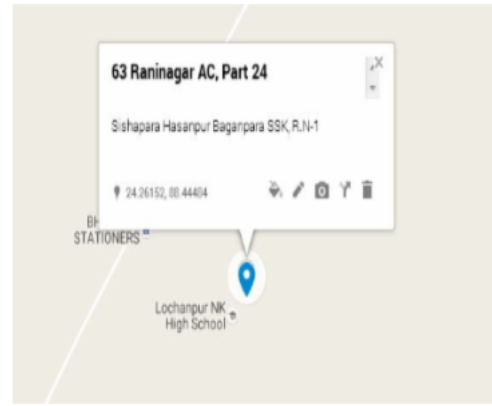 63 Raninagar AC, Part 24
Sishapara Hasanpur Baganpara SSK, R.N-1
24.26152, 88.44484
BH
STATIONERS
Lochanpur NK
High School